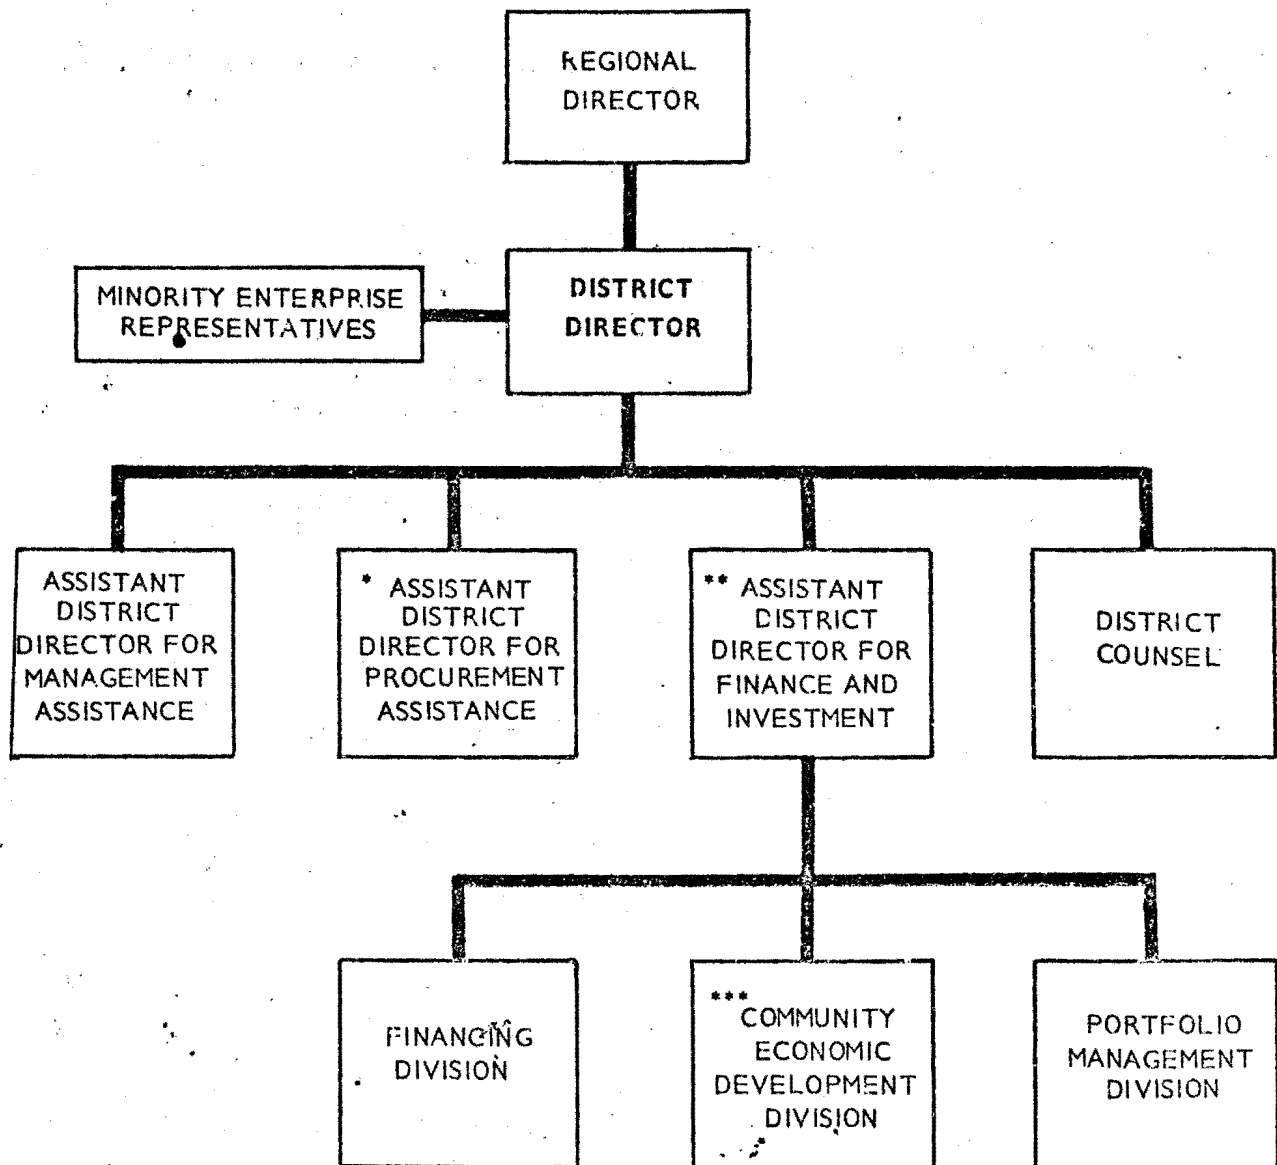 REGIONAL
DIRECTOR
MINORITY ENTERPRISE
REPRESENTATIVES
DISTRICT
DIRECTOR
ASSISTANT
DISTRICT
DIRECTOR FOR
MANAGEMENT
ASSISTANCE
* ASSISTANT
DISTRICT
DIRECTOR FOR
PROCUREMENT
ASSISTANCE
** ASSISTANT
DISTRICT
DIRECTOR FOR
FINANCE AND
INVESTMENT
DISTRICT
COUNSEL
FINANCING
DIVISION
***
COMMUNITY
ECONOMIC
DEVELOPMENT
DIVISION
PORTFOLIO
MANAGEMENT
DIVISION